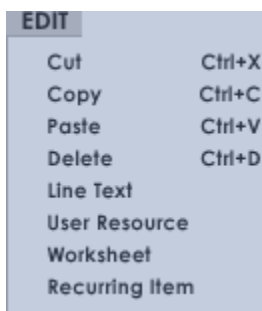 EDIT
Cut Ctrl+X
Copy Ctrl+C
Paste Ctrl+V
Delete Ctrl+D
Line Text
User Resource
Worksheet
Recurring Item